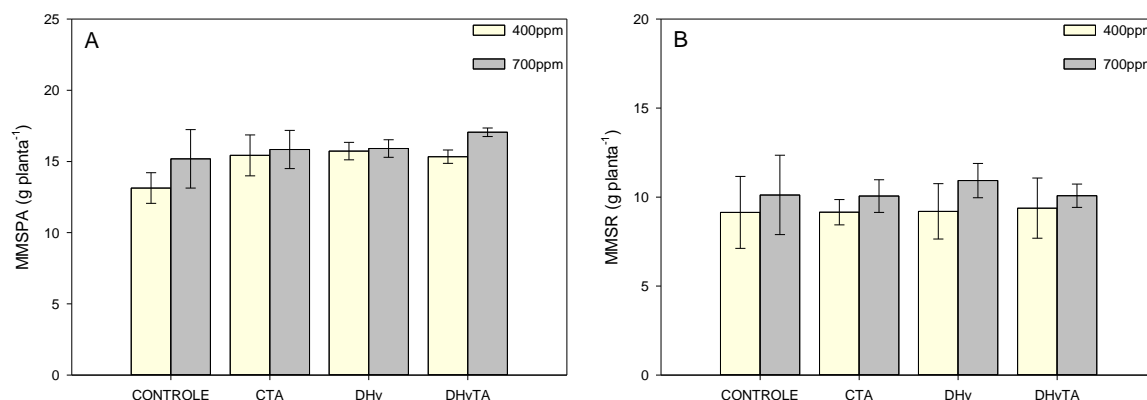 A
400ppm
700ppm
25
20
15
10
5
0
MMSPA (g planta⁻¹)
CONTROLE CTA DHv DHvTA
B
400ppm
700ppm
20
15
10
5
0
MMSR (g planta⁻¹)
CONTROLE CTA DHv DHvTA